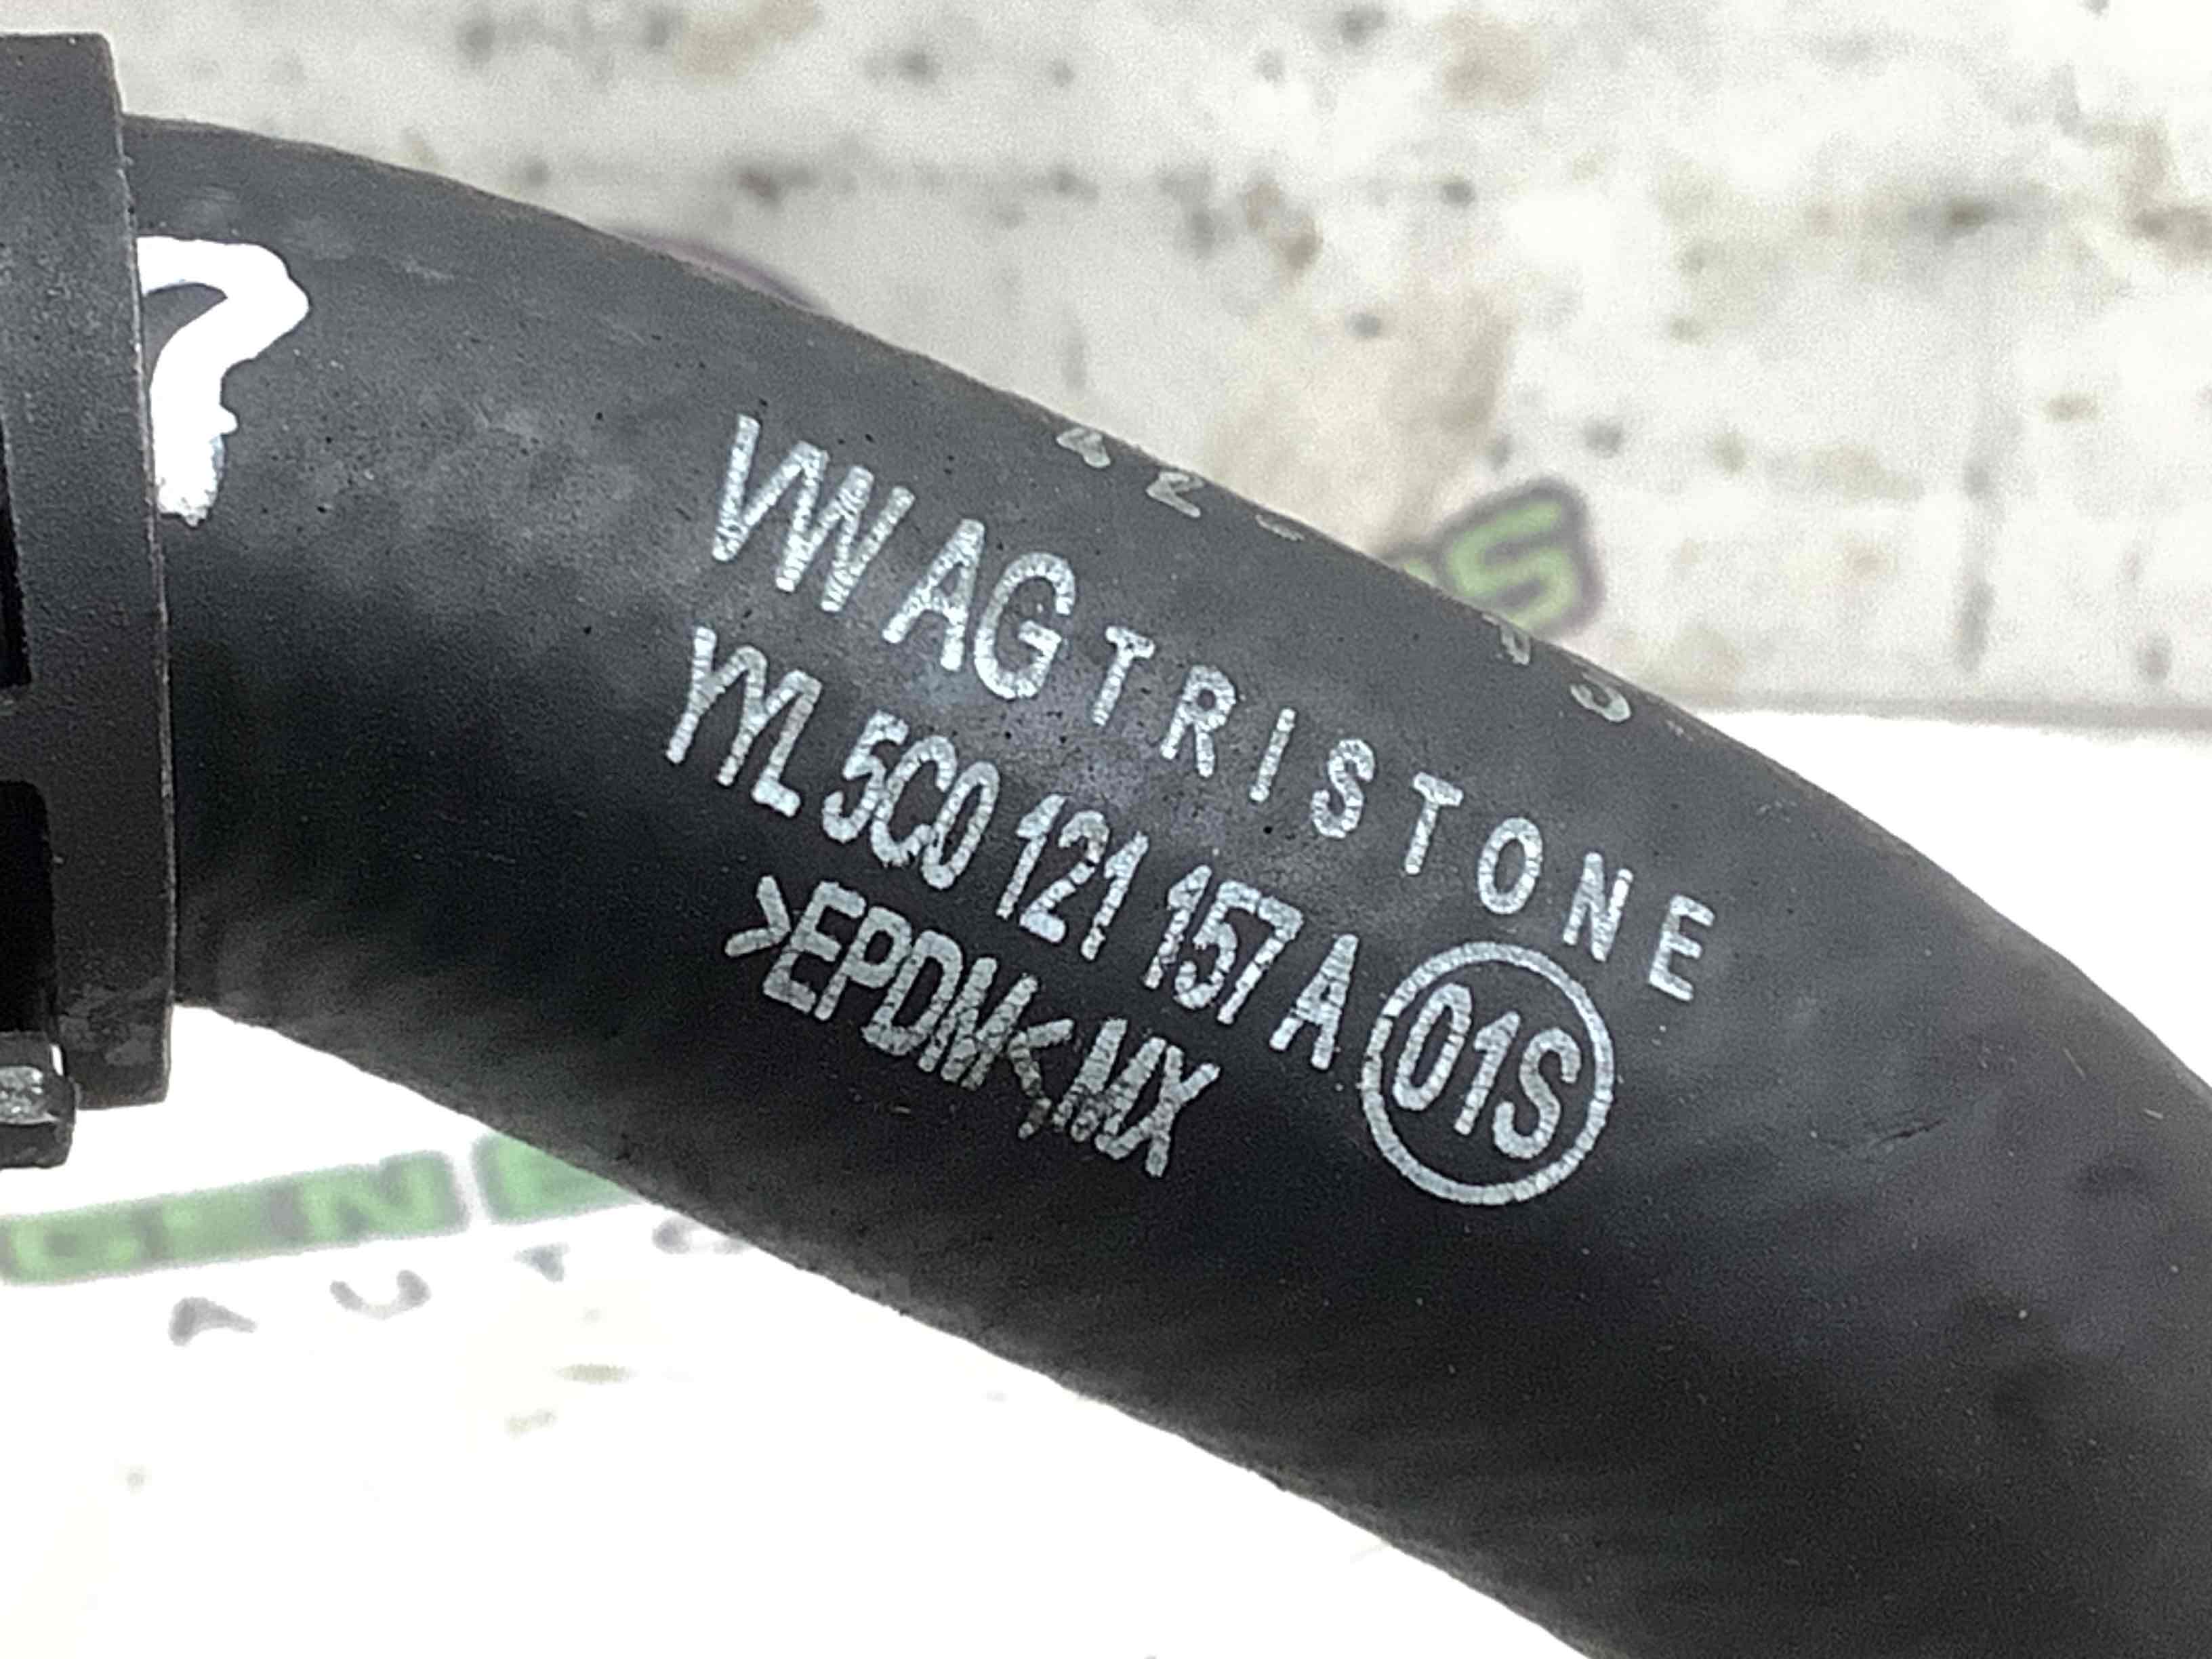 VW AG TRISTONE
YYL 5C0 121 157 A 01S
>EPDM< MX